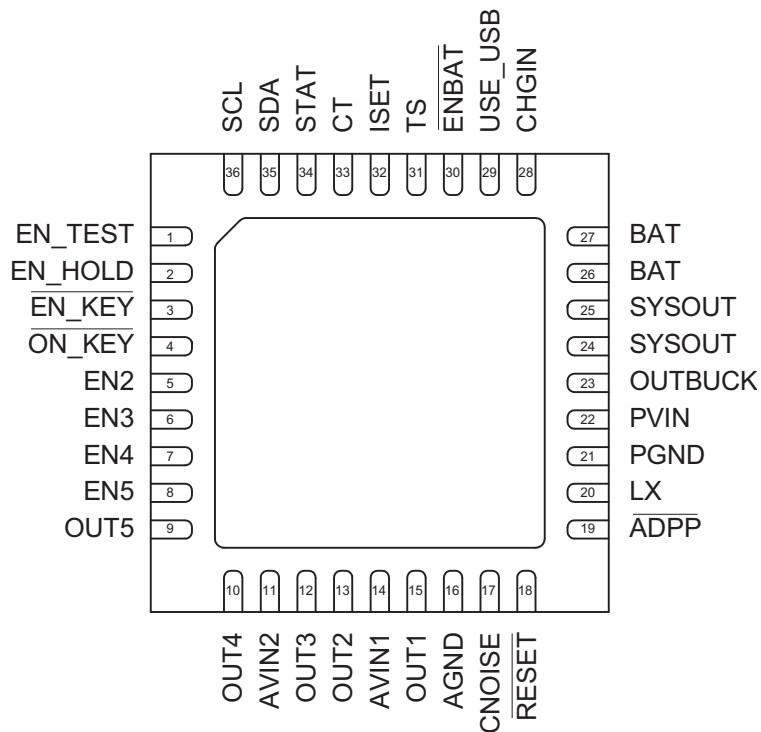 SCL
SDA
STAT
CT
ISET
TS
ENBAT
USE_USB
CHGIN
36
35
34
33
32
31
30
29
28
EN_TEST 1
EN_HOLD 2
EN_KEY 3
ON_KEY 4
EN2 5
EN3 6
EN4 7
EN5 8
OUT5 9
27 BAT
26 BAT
25 SYSOUT
24 SYSOUT
23 OUTBUCK
22 PVIN
21 PGND
20 LX
19 ADPP
10
11
12
13
14
15
16
17
18
OUT4
AVIN2
OUT3
OUT2
AVIN1
OUT1
AGND
CNOISE
RESET